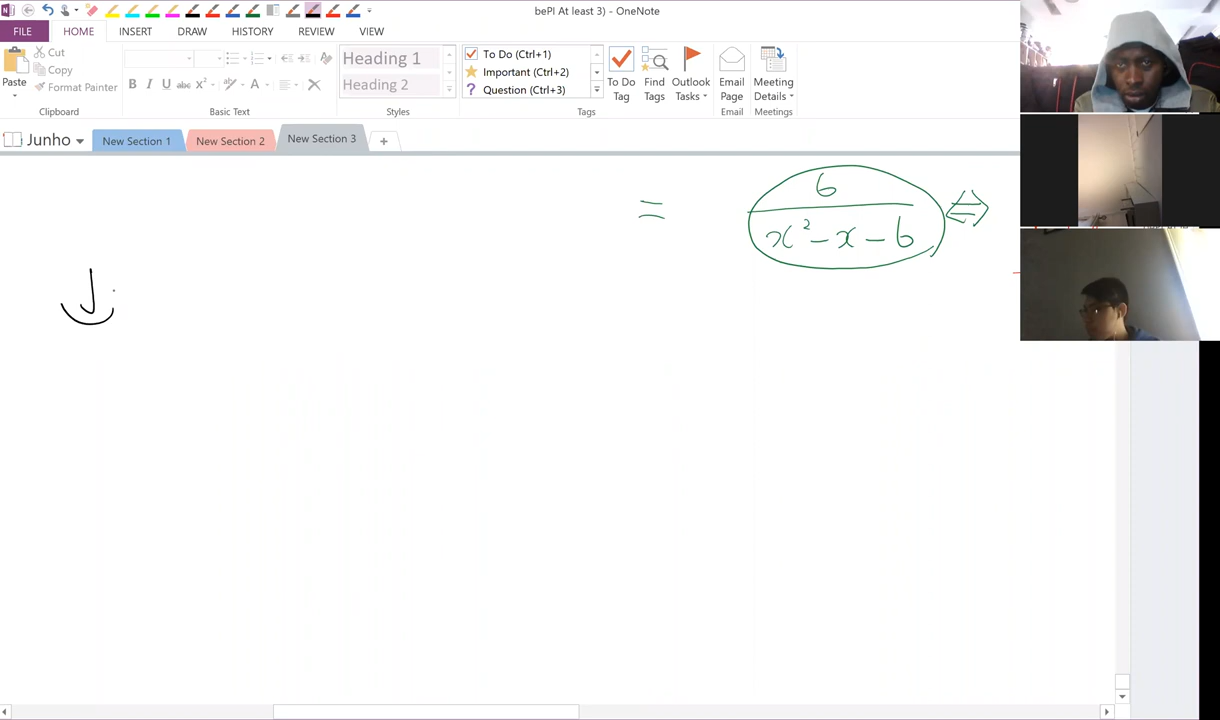 bePI At least 3) - OneNote
FILE HOME INSERT DRAW HISTORY REVIEW VIEW
Paste
Cut
Copy
Format Painter
Clipboard
B I U abc x² A
Basic Text
Heading 1
Heading 2
Styles
To Do (Ctrl+1)
Important (Ctrl+2)
Question (Ctrl+3)
To Do Tag
Find Tags
Outlook Tasks
Tags
Email Page
Email
Meeting Details
Meetings
Junho New Section 1 New Section 2 New Section 3 +
= 6 ⇔
x² - x - 6